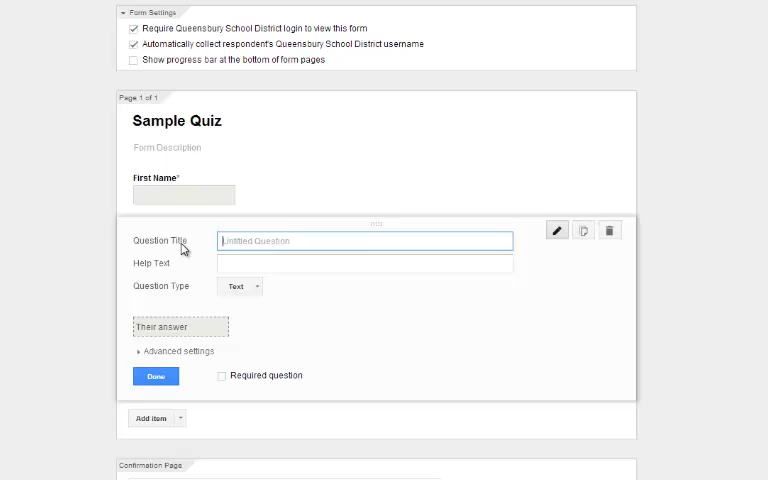 Form Settings
Require Queensbury School District login to view this form
Automatically collect respondent's Queensbury School District username
Show progress bar at the bottom of form pages
Page 1 of 1
Sample Quiz
Form Description
First Name*
Question Title
Untitled Question
Help Text
Question Type
Text
Their answer
Advanced settings
Done
Required question
Add item
Confirmation Page